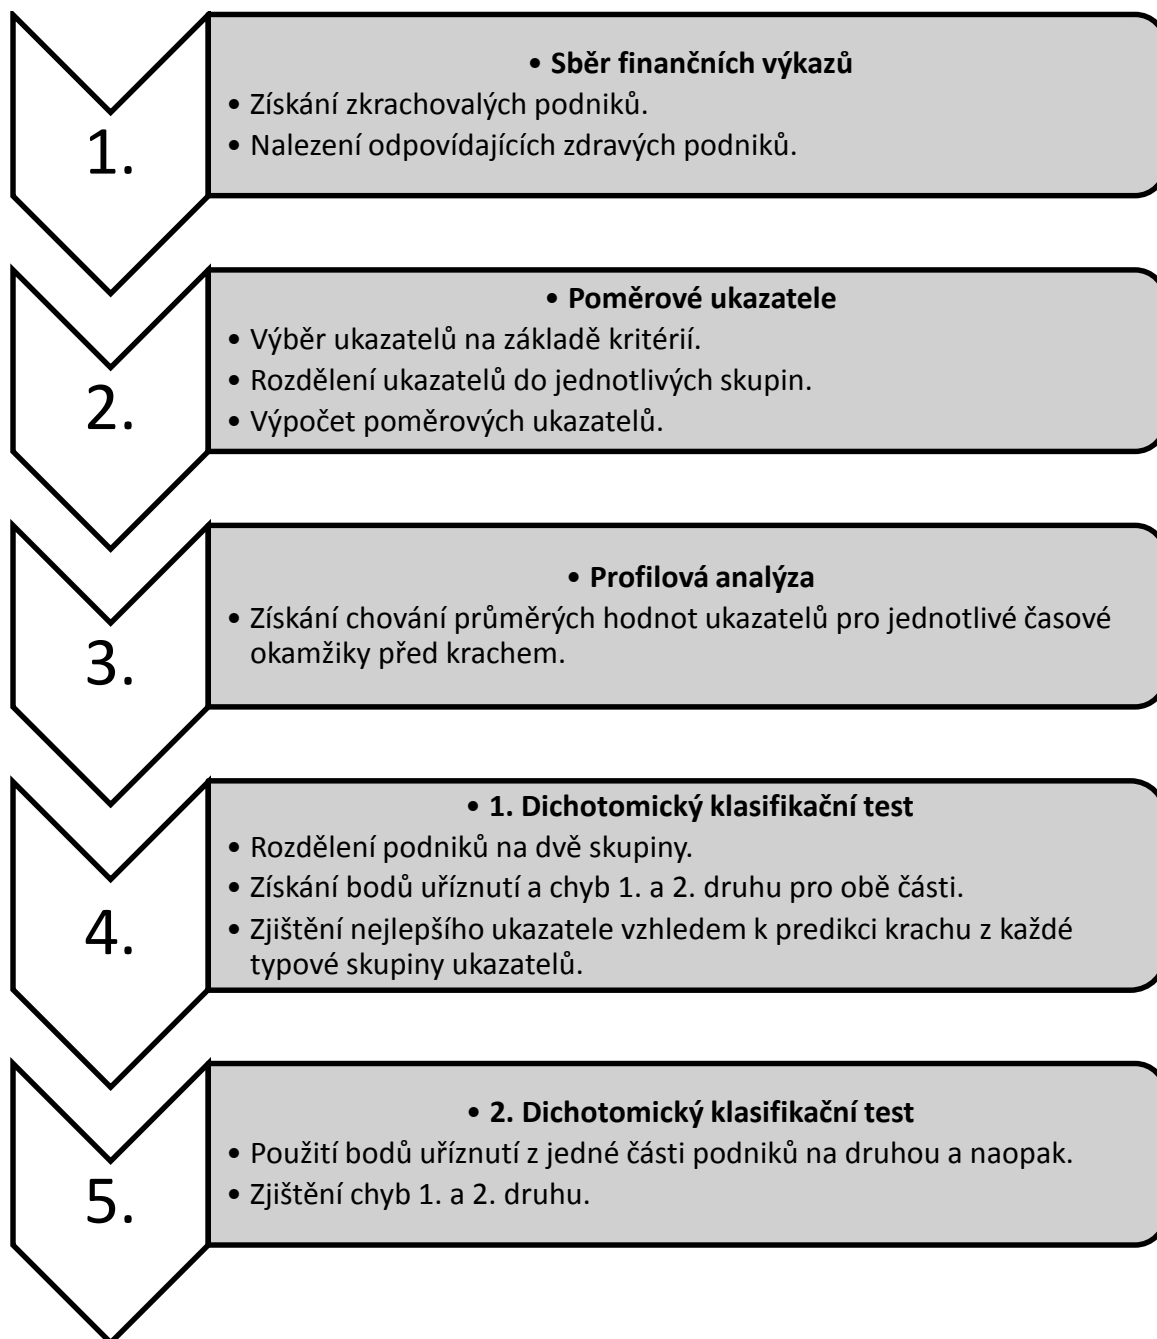 1.
• Sběr finančních výkazů
• Získání zkrachovalých podniků.
• Nalezení odpovídajících zdravých podniků.
2.
• Poměrové ukazatele
• Výběr ukazatelů na základě kritérií.
• Rozdělení ukazatelů do jednotlivých skupin.
• Výpočet poměrových ukazatelů.
3.
• Profilová analýza
• Získání chování průměrých hodnot ukazatelů pro jednotlivé časové
okamžiky před krachem.
4.
• 1. Dichotomický klasifikační test
• Rozdělení podniků na dvě skupiny.
• Získání bodů uříznutí a chyb 1. a 2. druhu pro obě části.
• Zjištění nejlepšího ukazatele vzhledem k predikci krachu z každé
typové skupiny ukazatelů.
5.
• 2. Dichotomický klasifikační test
• Použití bodů uříznutí z jedné části podniků na druhou a naopak.
• Zjištění chyb 1. a 2. druhu.